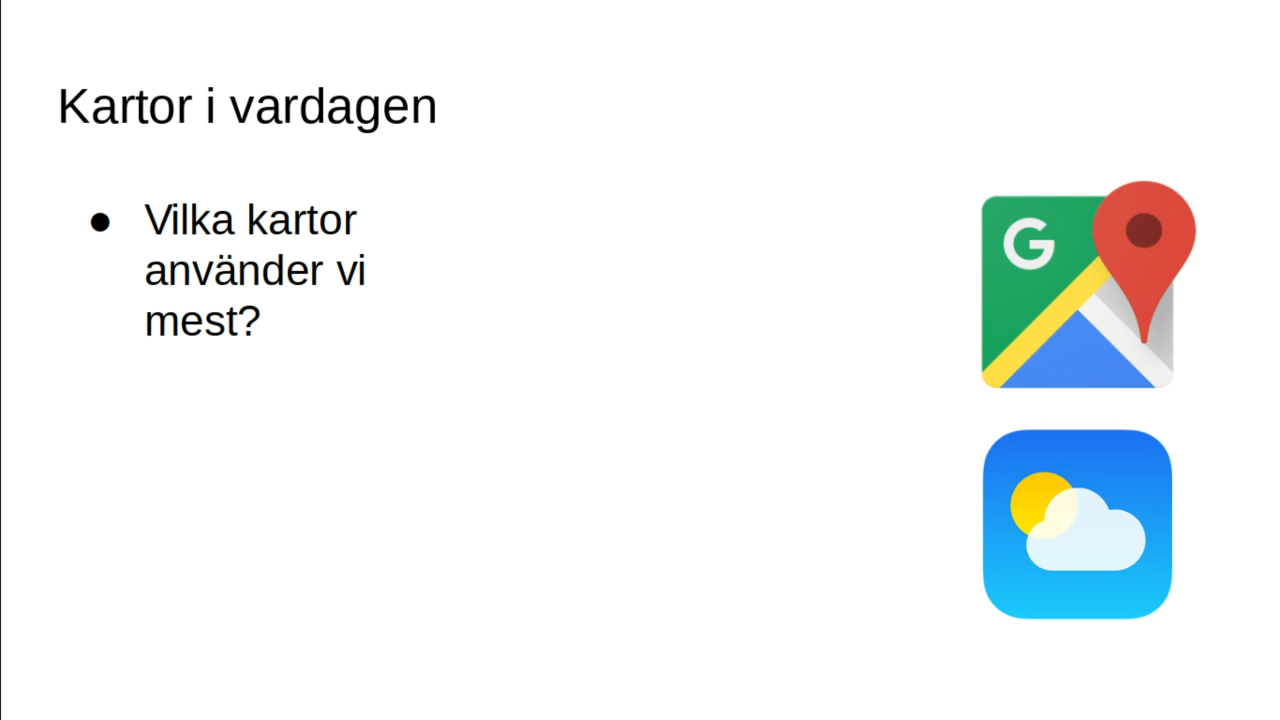 Kartor i vardagen
● Vilka kartor
använder vi
mest?
G